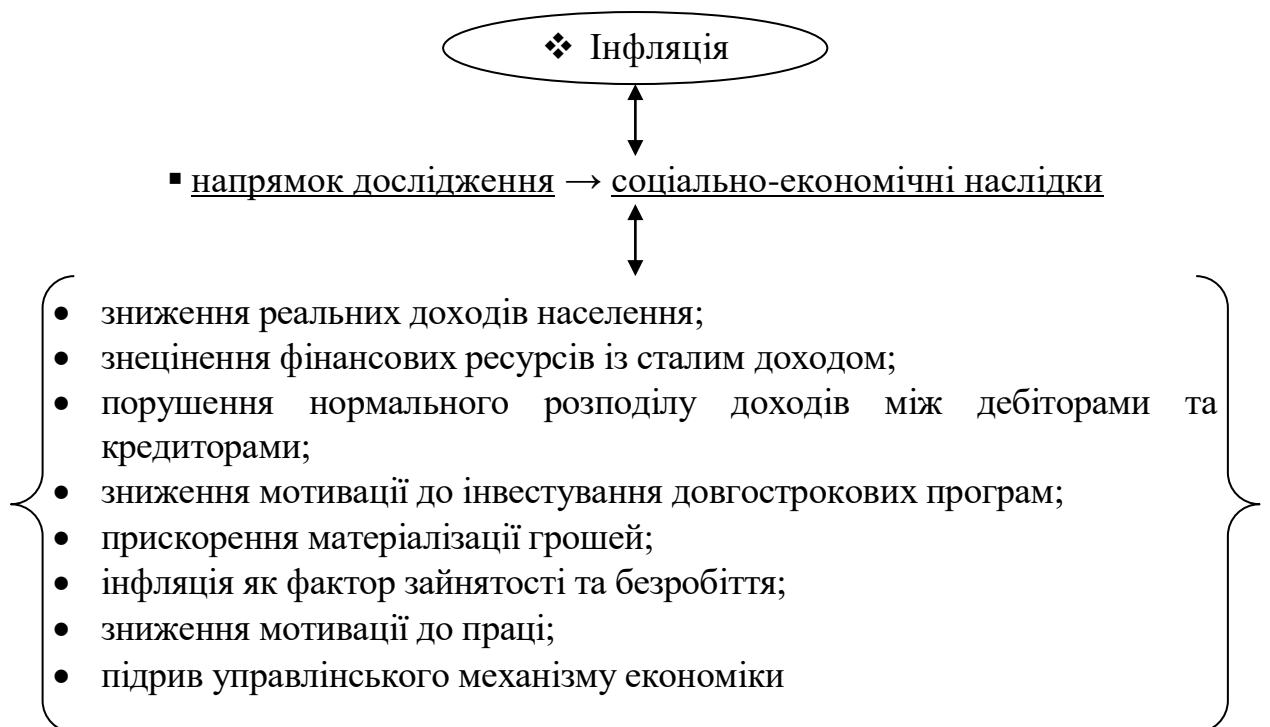 ❖ Інфляція
▪ напрямок дослідження → соціально-економічні наслідки
• зниження реальних доходів населення;
• знецінення фінансових ресурсів із сталим доходом;
• порушення нормального розподілу доходів між дебіторами та
кредиторами;
• зниження мотивації до інвестування довгострокових програм;
• прискорення матеріалізації грошей;
• інфляція як фактор зайнятості та безробіття;
• зниження мотивації до праці;
• підрив управлінського механізму економіки